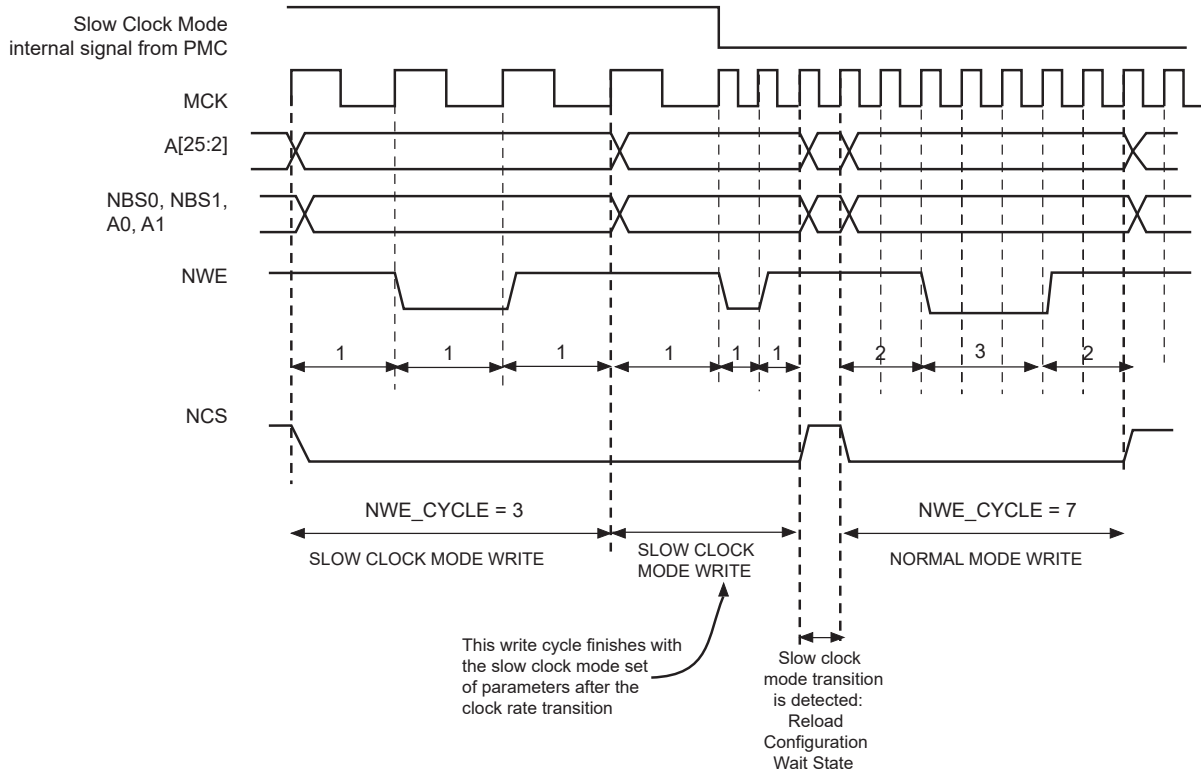 Slow Clock Mode
internal signal from PMC
MCK
A[25:2]
NBS0, NBS1,
A0, A1
NWE
1 1 1 1 1 1 2 3 2
NCS
NWE_CYCLE = 3
NWE_CYCLE = 7
SLOW CLOCK MODE WRITE
SLOW CLOCK
MODE WRITE
NORMAL MODE WRITE
This write cycle finishes with
the slow clock mode set
of parameters after the
clock rate transition
Slow clock
mode transition
is detected:
Reload
Configuration
Wait State